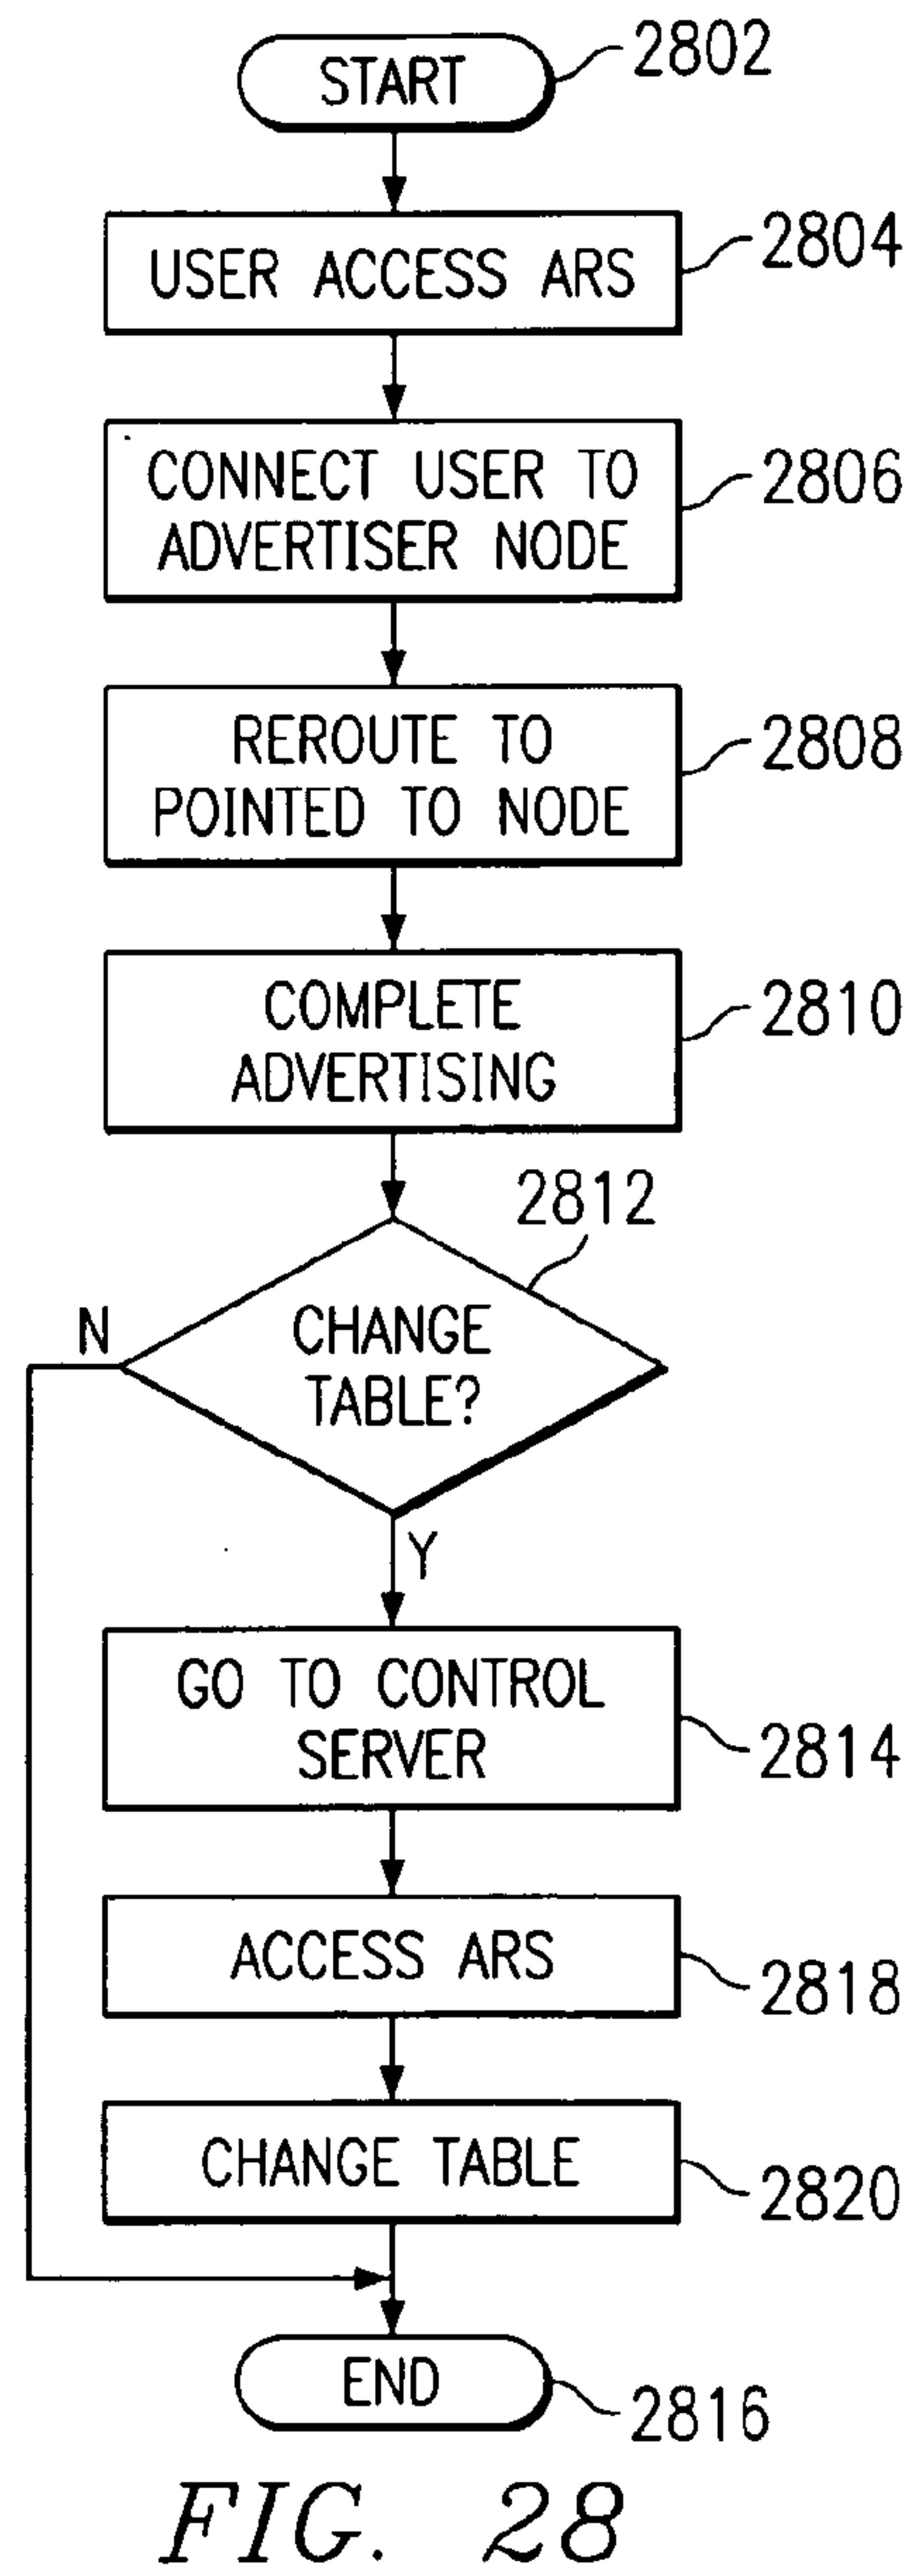 START
2802
USER ACCESS ARS
2804
CONNECT USER TO
ADVERTISER NODE
2806
REROUTE TO
POINTED TO NODE
2808
COMPLETE
ADVERTISING
2810
2812
CHANGE
TABLE?
N
Y
GO TO CONTROL
SERVER
2814
ACCESS ARS
2818
CHANGE TABLE
2820
END
2816
FIG. 28